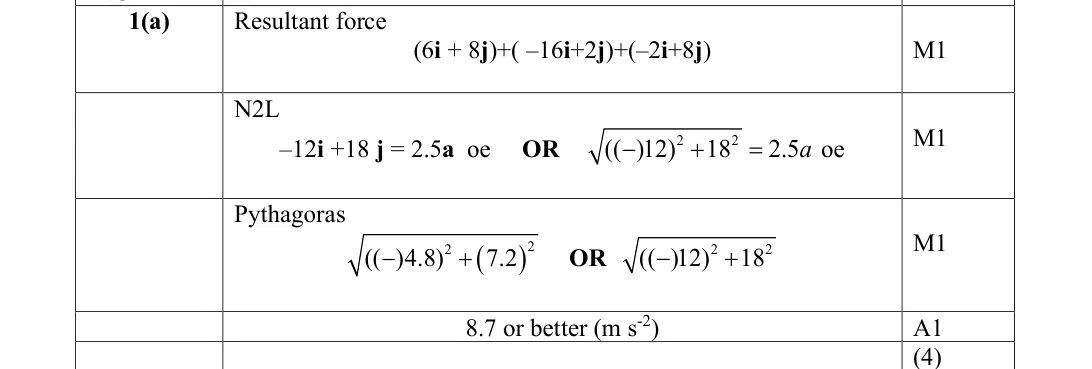 1(a) Resultant force
(6i + 8j)+( –16i+2j)+(–2i+8j) M1
N2L
–12i +18 j = 2.5a oe OR √((−)12)² +18² = 2.5a oe M1
Pythagoras
√((−)4.8)² +(7.2)² OR √((−)12)² +18² M1
8.7 or better (m s⁻²) A1
(4)